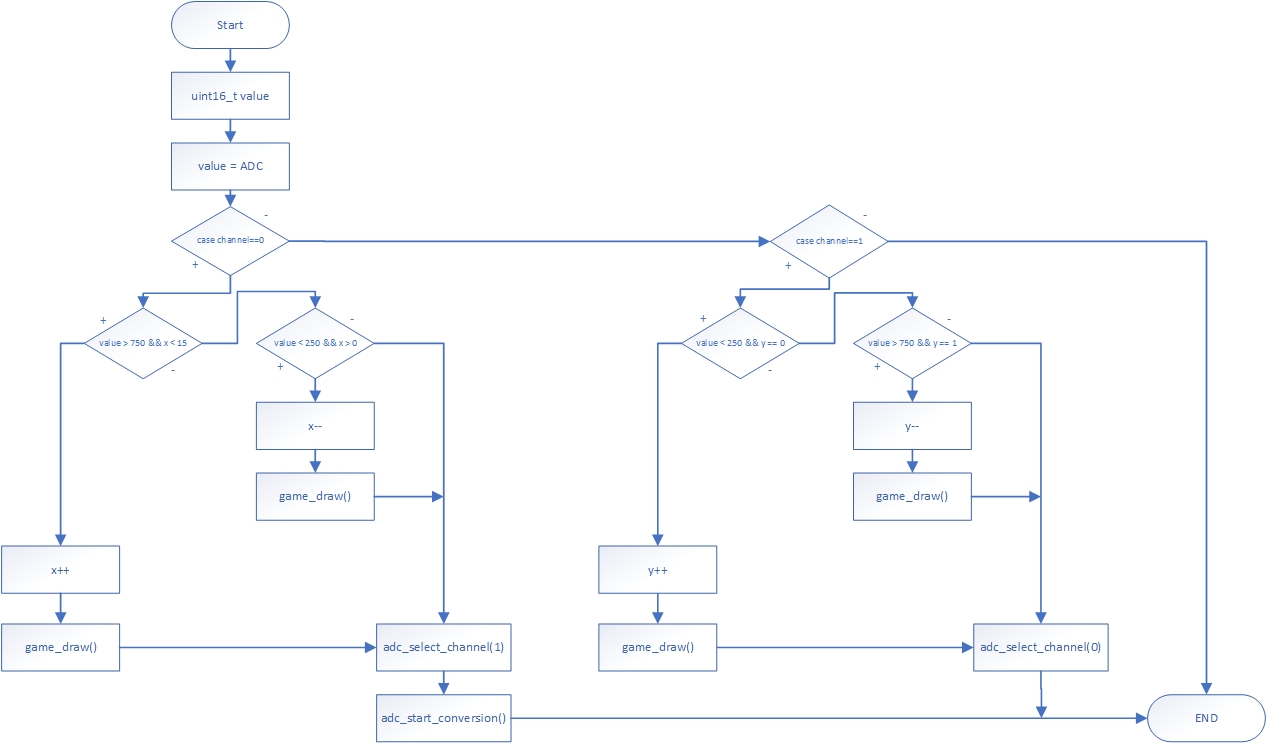 Start
uint16_t value
value = ADC
-
-
case channel==0
case channel==1
+
+
+
-
+
-
value > 750 && x < 15
value < 250 && x > 0
value < 250 && y == 0
value > 750 && y == 1
-
+
-
+
x--
y--
game_draw()
game_draw()
x++
y++
game_draw()
adc_select_channel(1)
game_draw()
adc_select_channel(0)
adc_start_conversion()
END